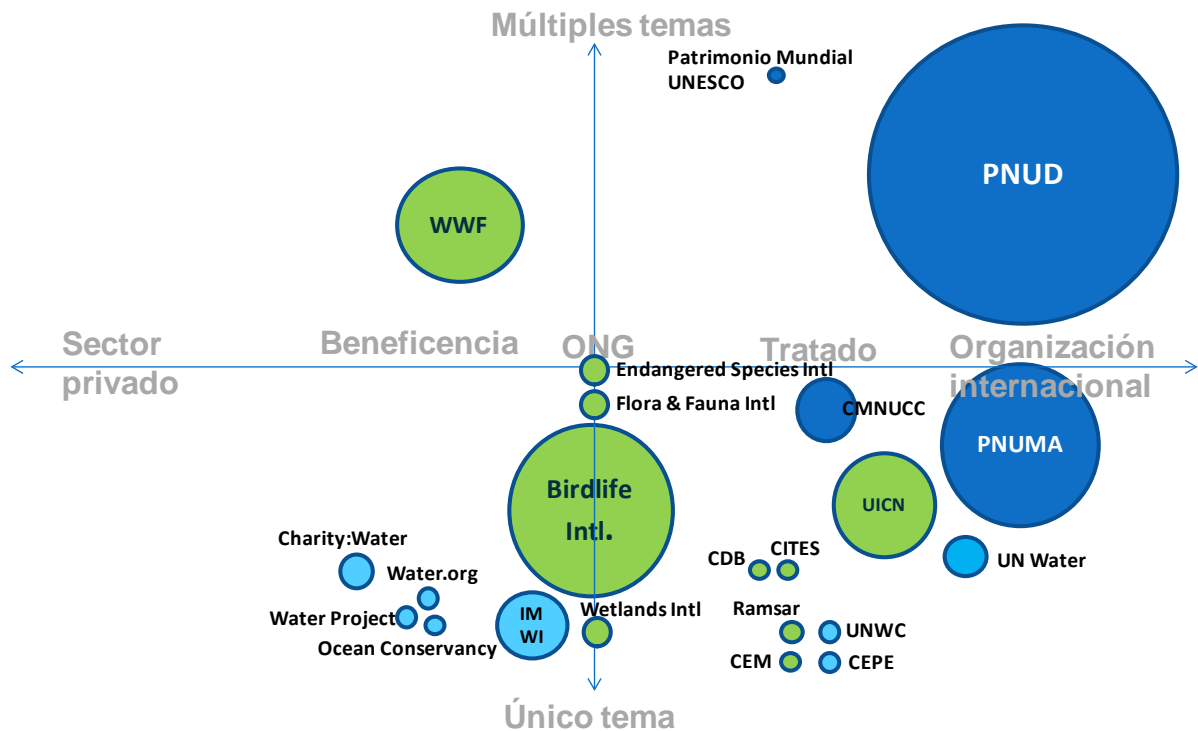 Múltiples temas
Patrimonio Mundial
UNESCO
PNUD
WWF
Sector
privado
Beneficencia
ONG
Tratado
Organización
internacional
Endangered Species Intl
Flora & Fauna Intl
CMNUCC
PNUMA
Birdlife
Intl.
UICN
Charity:Water
CDB
CITES
UN Water
Water.org
Water Project
Ocean Conservancy
IM
WI
Wetlands Intl
Ramsar
UNWC
CEM
CEPE
Único tema